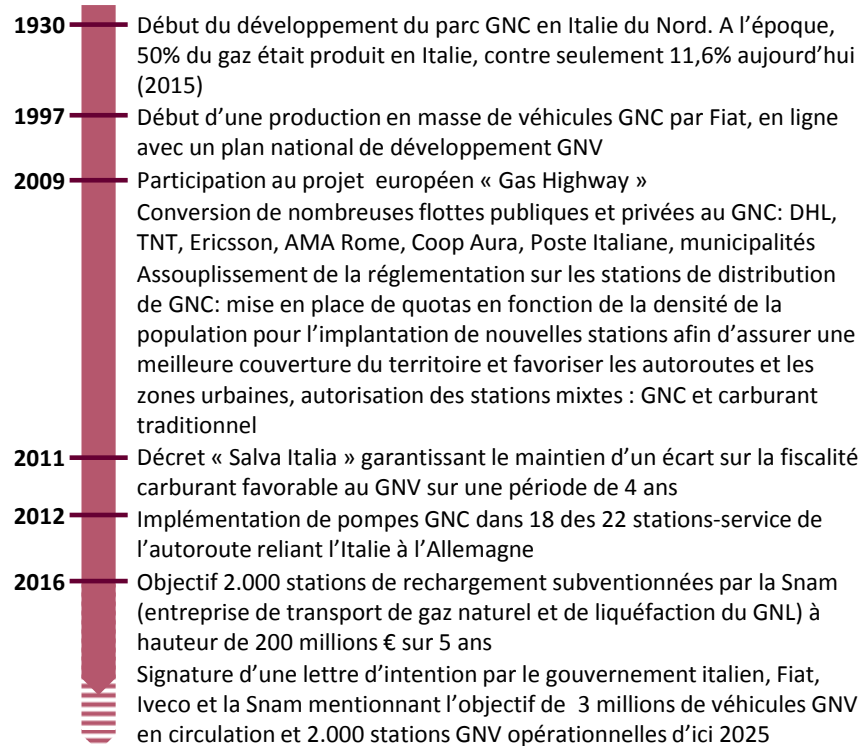 1930 Début du développement du parc GNC en Italie du Nord. A l’époque,
50% du gaz était produit en Italie, contre seulement 11,6% aujourd’hui
(2015)
1997 Début d’une production en masse de véhicules GNC par Fiat, en ligne
avec un plan national de développement GNV
2009 Participation au projet européen « Gas Highway »
Conversion de nombreuses flottes publiques et privées au GNC: DHL,
TNT, Ericsson, AMA Rome, Coop Aura, Poste Italiane, municipalités
Assouplissement de la réglementation sur les stations de distribution
de GNC: mise en place de quotas en fonction de la densité de la
population pour l’implantation de nouvelles stations afin d’assurer une
meilleure couverture du territoire et favoriser les autoroutes et les
zones urbaines, autorisation des stations mixtes : GNC et carburant
traditionnel
2011 Décret « Salva Italia » garantissant le maintien d’un écart sur la fiscalité
carburant favorable au GNV sur une période de 4 ans
2012 Implémentation de pompes GNC dans 18 des 22 stations-service de
l’autoroute reliant l’Italie à l’Allemagne
2016 Objectif 2.000 stations de rechargement subventionnées par la Snam
(entreprise de transport de gaz naturel et de liquéfaction du GNL) à
hauteur de 200 millions € sur 5 ans
Signature d’une lettre d’intention par le gouvernement italien, Fiat,
Iveco et la Snam mentionnant l’objectif de 3 millions de véhicules GNV
en circulation et 2.000 stations GNV opérationnelles d’ici 2025